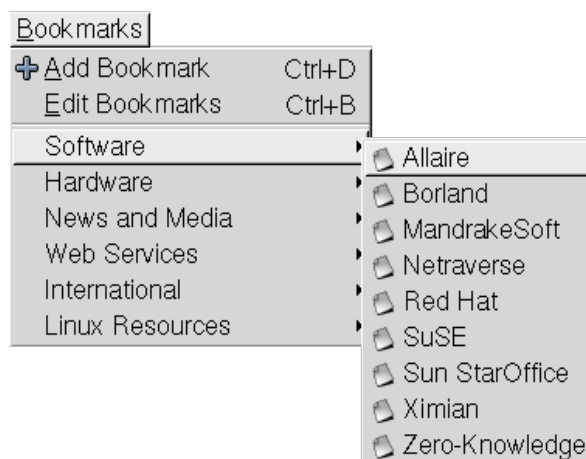 Bookmarks
Add Bookmark Ctrl+D
Edit Bookmarks Ctrl+B
Software
Hardware
News and Media
Web Services
International
Linux Resources
Allaire
Borland
MandrakeSoft
Netraverse
Red Hat
SuSE
Sun StarOffice
Ximian
Zero-Knowledge